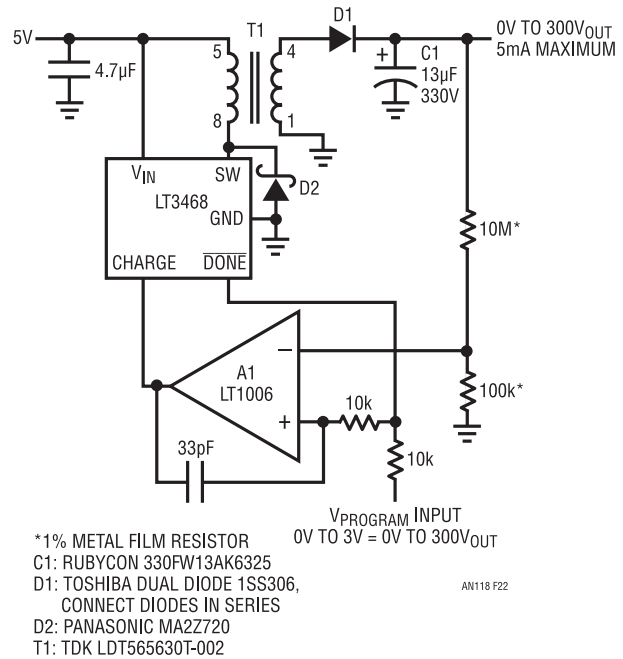 5V
4.7µF
T1
5
4
8
1
D1
0V TO 300VOUT
5mA MAXIMUM
+
C1
13µF
330V
VIN
SW
LT3468
GND
CHARGE
DONE
D2
10M*
A1
LT1006
−
+
100k*
10k
10k
33pF
VPROGRAM INPUT
0V TO 3V = 0V TO 300VOUT
*1% METAL FILM RESISTOR
C1: RUBYCON 330FW13AK6325
D1: TOSHIBA DUAL DIODE 1SS306,
CONNECT DIODES IN SERIES
D2: PANASONIC MA2Z720
T1: TDK LDT565630T-002
AN118 F22